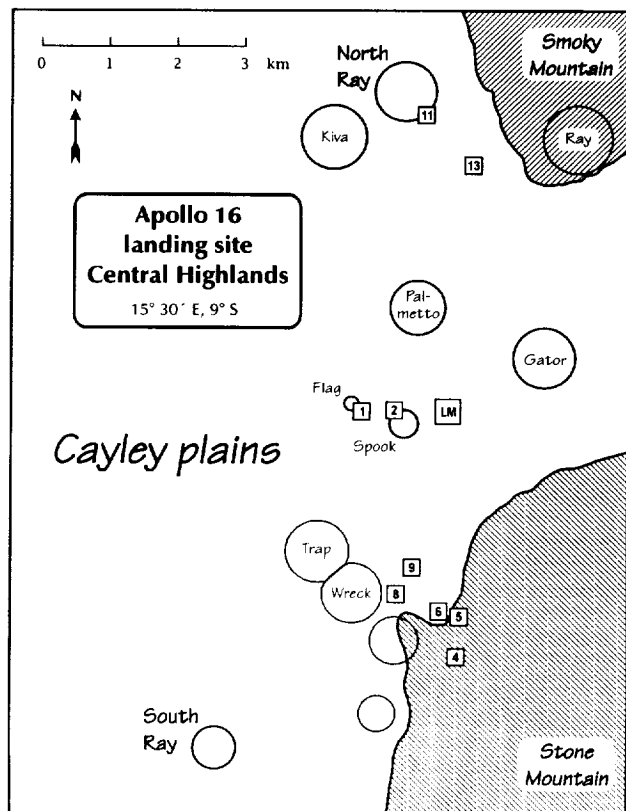 North
Ray
Smoky
Mountain
0 1 2 3 km
N
Kiva
11
Ray
13
Apollo 16
landing site
Central Highlands
15° 30´ E, 9° S
Pal-
metto
Gator
Flag
1
2
LM
Spook
Cayley plains
Trap
9
Wreck
8
6
5
4
South
Ray
Stone
Mountain